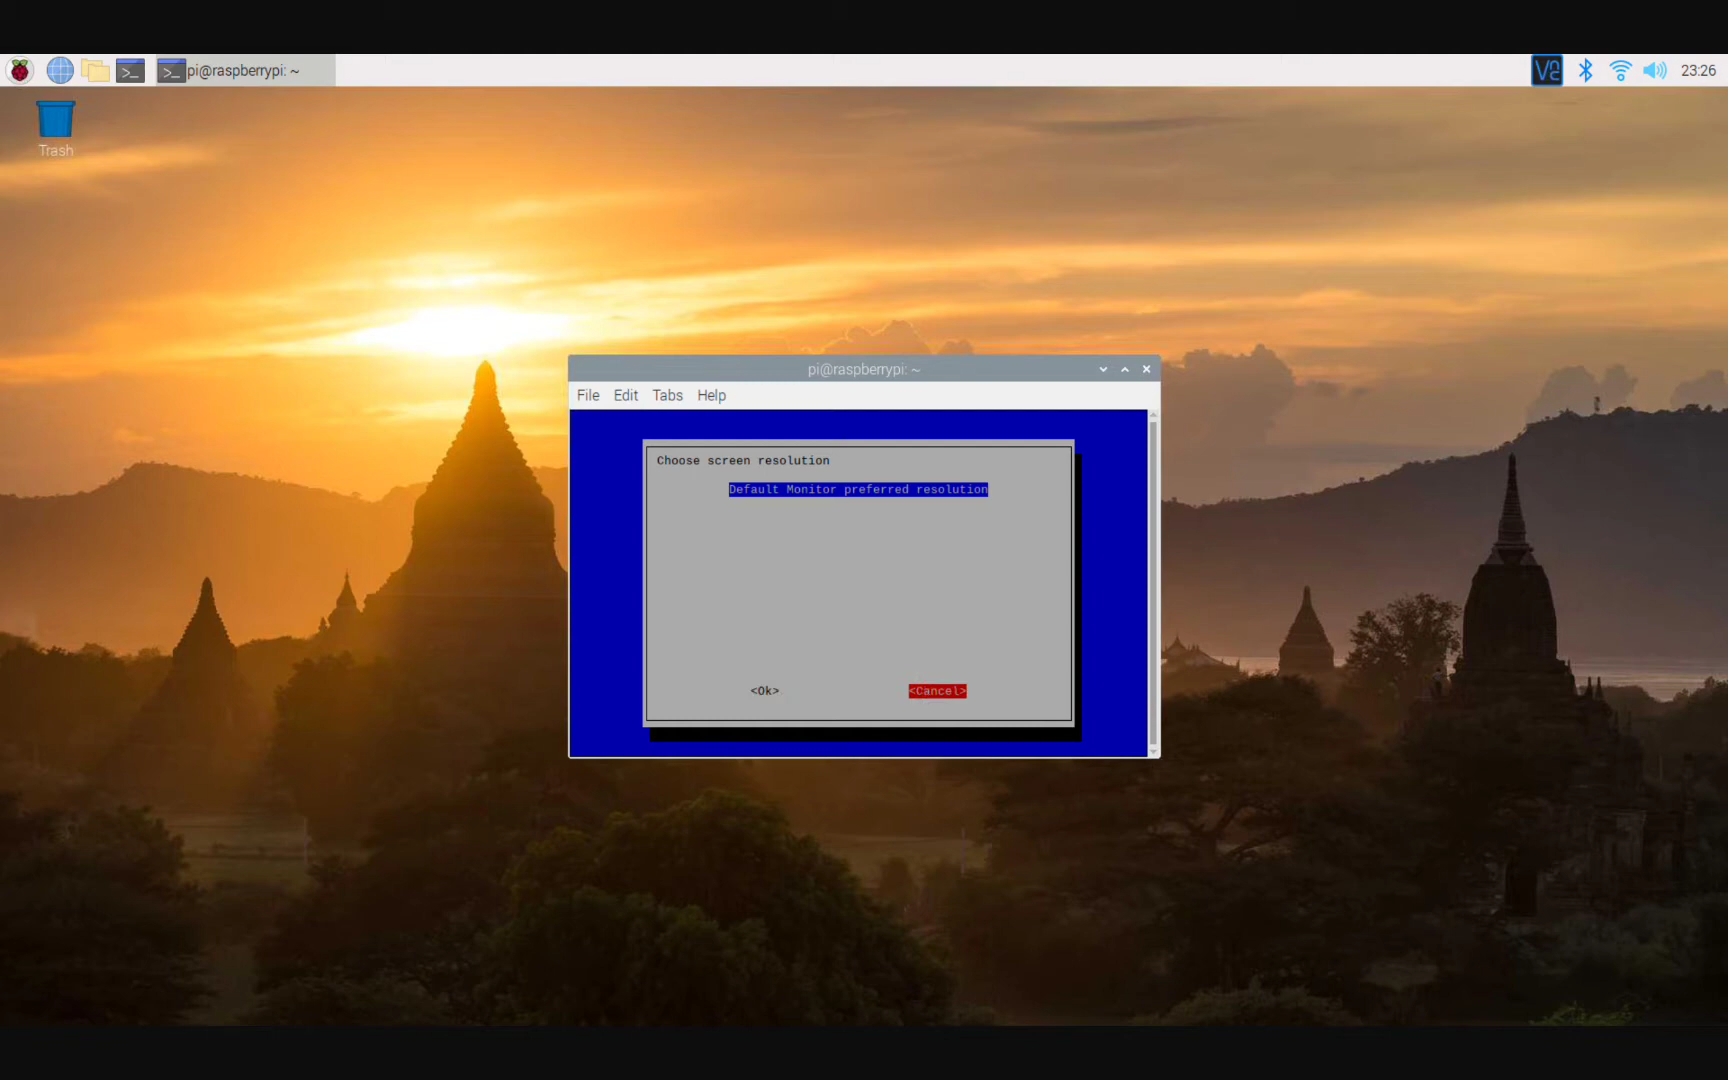 pi@raspberrypi: ~
V2
23:26
Trash
pi@raspberrypi: ~
File Edit Tabs Help
Choose screen resolution
Default Monitor preferred resolution
<Ok> <Cancel>